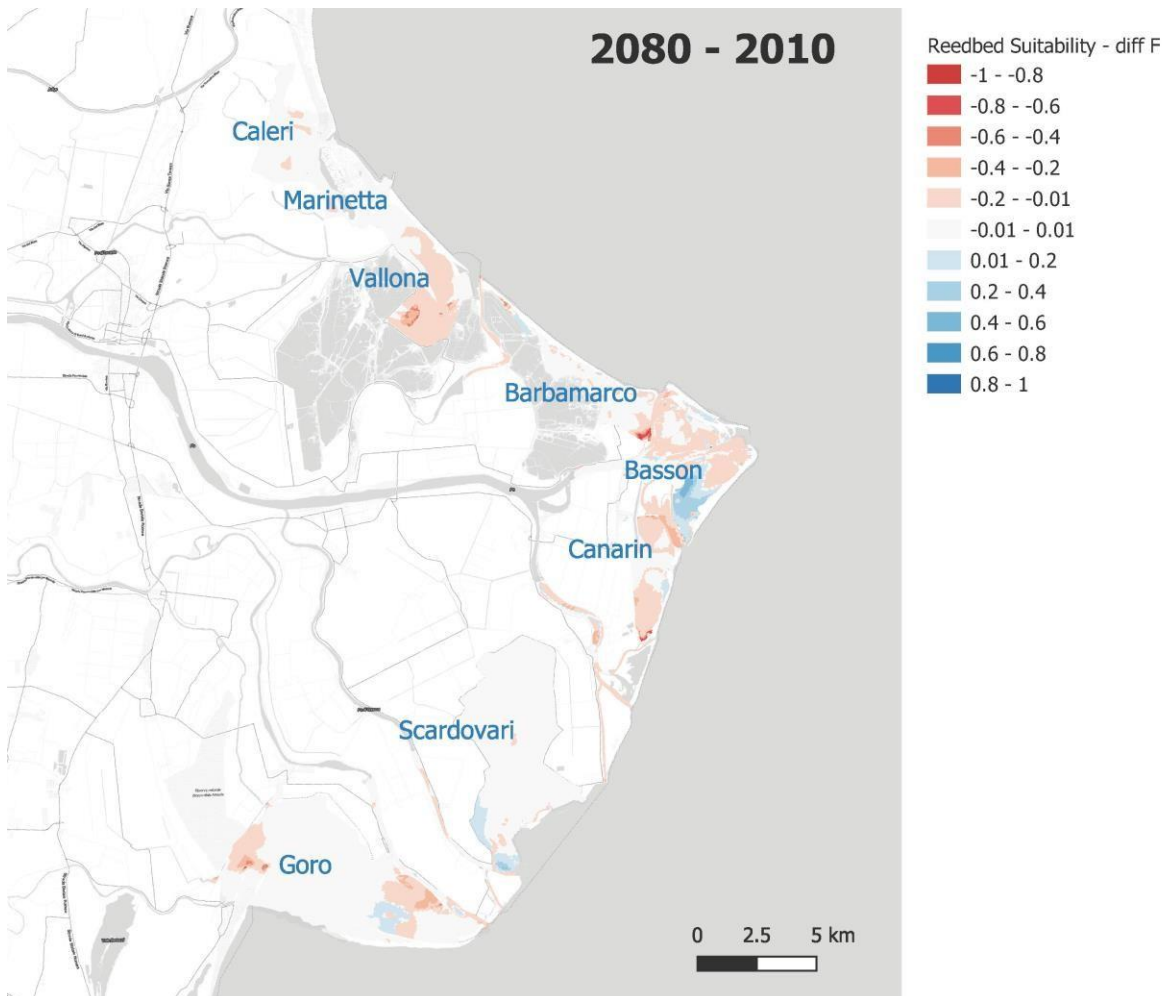 2080 - 2010
Reedbed Suitability - diff F
-1 - -0.8
-0.8 - -0.6
-0.6 - -0.4
-0.4 - -0.2
-0.2 - -0.01
-0.01 - 0.01
0.01 - 0.2
0.2 - 0.4
0.4 - 0.6
0.6 - 0.8
0.8 - 1
Caleri
Marinetta
Vallona
Barbamarco
Basson
Canarin
Scardovari
Goro
0 2.5 5 km